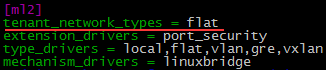 [ml2]
tenant_network_types = flat
extension_drivers = port_security
type_drivers = local,flat,vlan,gre,vxlan
mechanism_drivers = linuxbridge